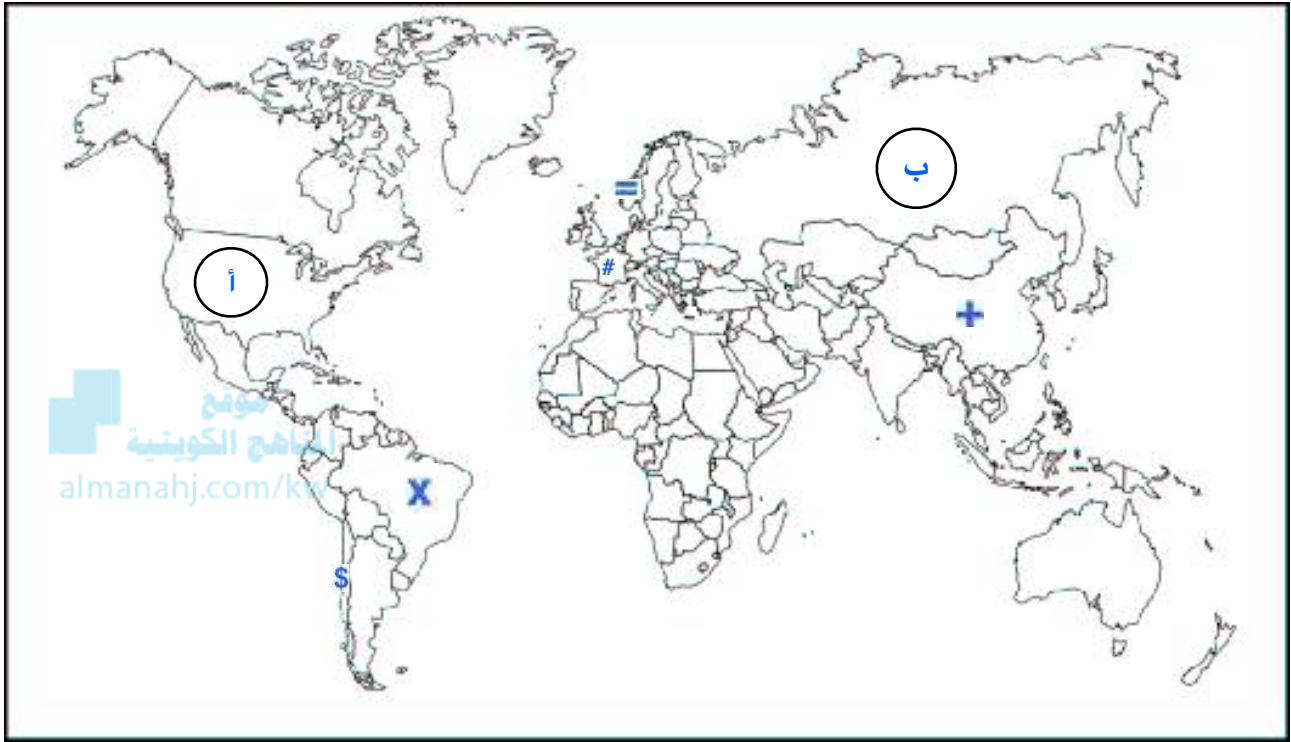 ب
=
أ
#
+
موقع
المناهج الكويتية
almanahj.com/kw
X
$